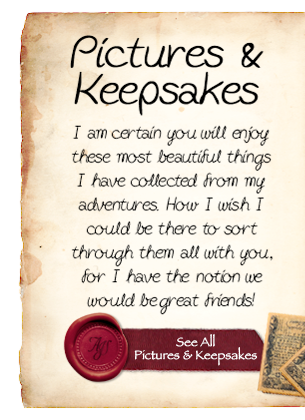 Pictures &
Keepsakes
I am certain you will enjoy
these most beautiful things
I have collected from my
adventures. How I wish I
could be there to sort
through them all with you,
for I have the notion we
would be great friends!
See All
Pictures & Keepsakes